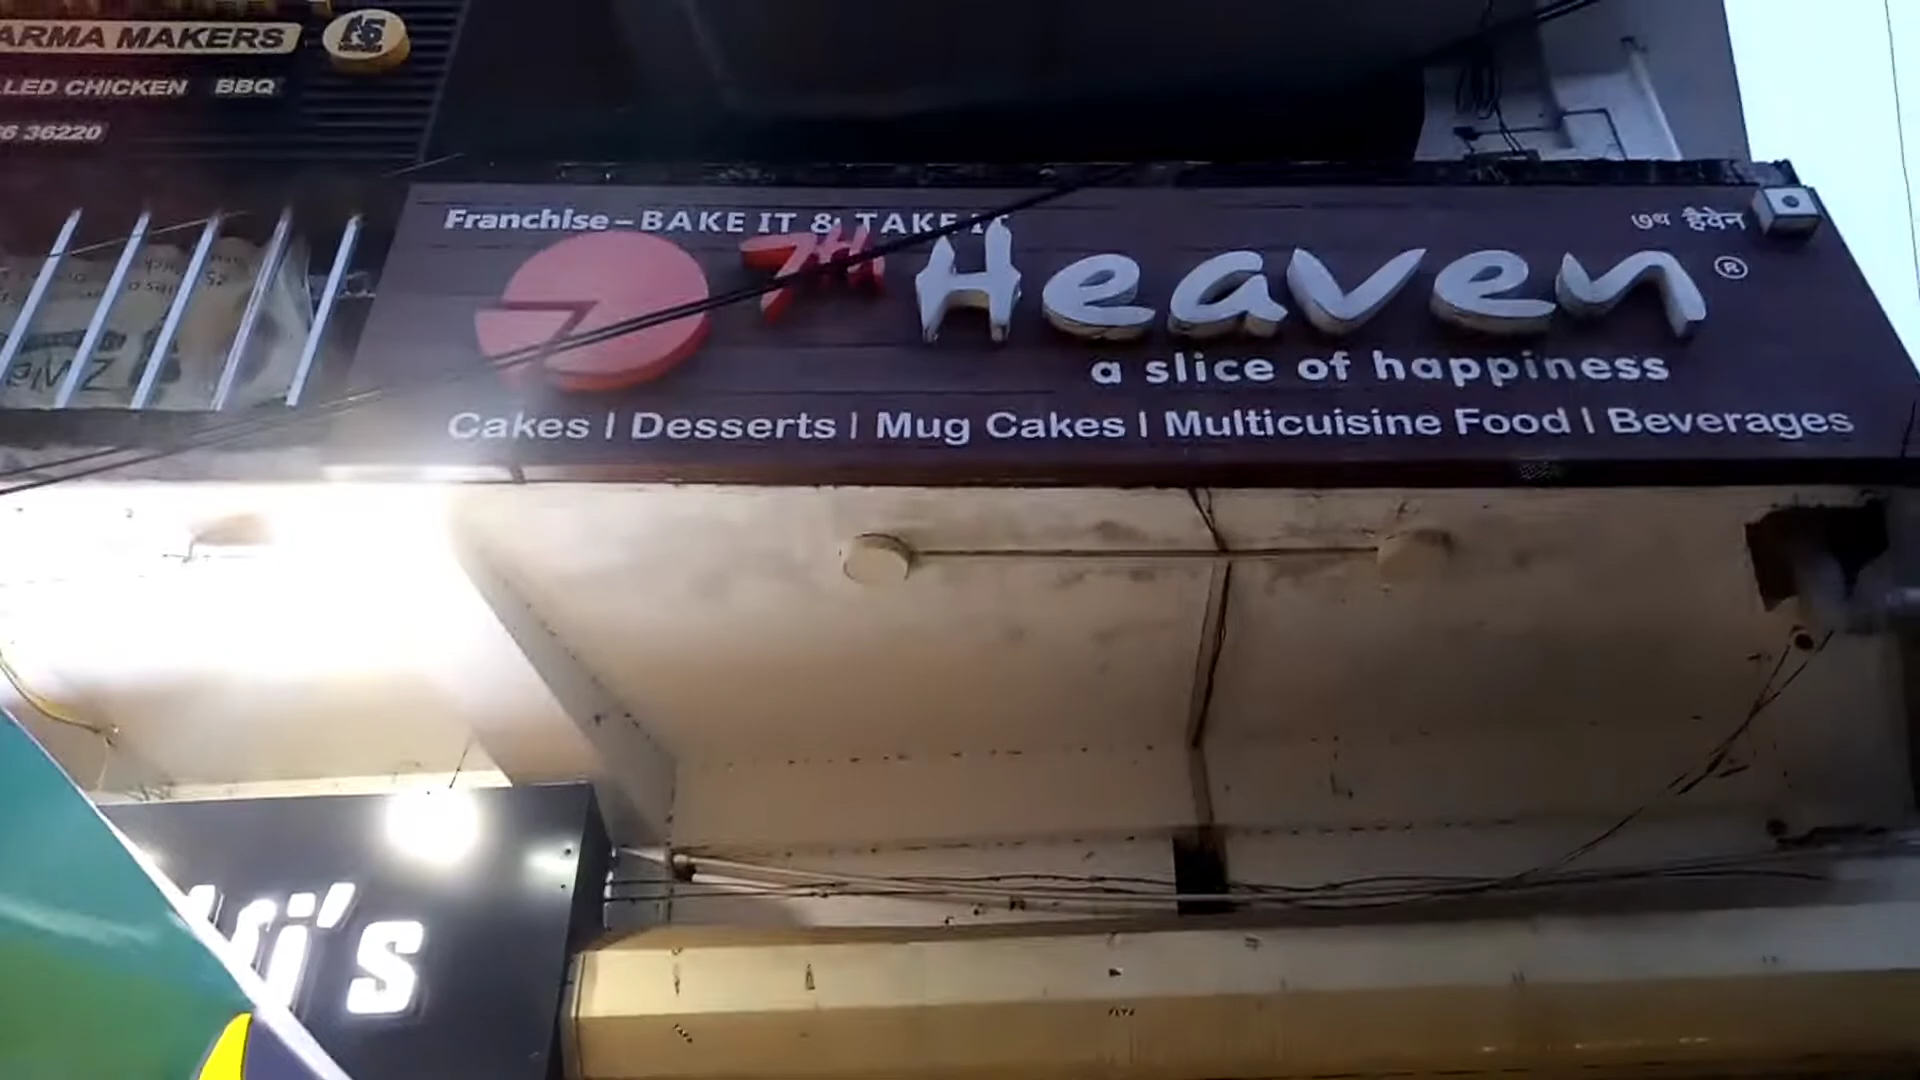 ARMA MAKERS
LED CHICKEN BBQ
6 36220
Franchise – BAKE IT & TAKE IT
७थ हैवेन
7TH Heaven ®
a slice of happiness
Cakes | Desserts | Mug Cakes | Multicuisine Food | Beverages
i's